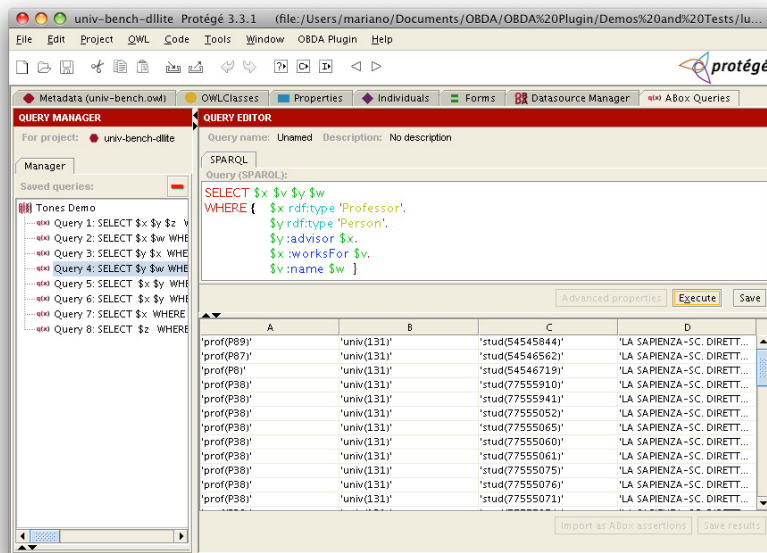 univ-bench-dllite Protégé 3.3.1 (file:/Users/mariano/Documents/OBDA/OBDA%20Plugin/Demos%20and%20Tests/lu...
File Edit Project OWL Code Tools Window OBDA Plugin Help
protégé
Metadata (univ-bench.owl) OWLClasses Properties Individuals Forms Datasource Manager q(x) ABox Queries
QUERY MANAGER
For project: univ-bench-dllite
Manager
Saved queries:
Tones Demo
q(x) Query 1: SELECT $x $y $z W
q(x) Query 2: SELECT $x $w WHE
q(x) Query 3: SELECT $y $x WHE
q(x) Query 4: SELECT $y $w WHE
q(x) Query 5: SELECT $x $y WHE
q(x) Query 6: SELECT $x $y WHE
q(x) Query 7: SELECT $x WHERE
q(x) Query 8: SELECT $z WHERE
QUERY EDITOR
Query name: Unamed Description: No description
SPARQL
Query (SPARQL):
SELECT $x $v $y $w
WHERE { $x rdf:type 'Professor'.
$y rdf:type 'Person'.
$y :advisor $x.
$x :worksFor $v.
$v :name $w }
Advanced properties Execute Save
A B C D
'prof(P89)' 'univ(131)' 'stud(54545844)' 'LA SAPIENZA-SC. DIRETT...
'prof(P87)' 'univ(131)' 'stud(54546562)' 'LA SAPIENZA-SC. DIRETT...
'prof(P8)' 'univ(131)' 'stud(54546719)' 'LA SAPIENZA-SC. DIRETT...
'prof(P38)' 'univ(131)' 'stud(77555910)' 'LA SAPIENZA-SC. DIRETT...
'prof(P38)' 'univ(131)' 'stud(77555941)' 'LA SAPIENZA-SC. DIRETT...
'prof(P38)' 'univ(131)' 'stud(77555052)' 'LA SAPIENZA-SC. DIRETT...
'prof(P38)' 'univ(131)' 'stud(77555065)' 'LA SAPIENZA-SC. DIRETT...
'prof(P38)' 'univ(131)' 'stud(77555060)' 'LA SAPIENZA-SC. DIRETT...
'prof(P38)' 'univ(131)' 'stud(77555061)' 'LA SAPIENZA-SC. DIRETT...
'prof(P38)' 'univ(131)' 'stud(77555075)' 'LA SAPIENZA-SC. DIRETT...
'prof(P38)' 'univ(131)' 'stud(77555076)' 'LA SAPIENZA-SC. DIRETT...
'prof(P38)' 'univ(131)' 'stud(77555071)' 'LA SAPIENZA-SC. DIRETT...
Import as ABox assertions Save results